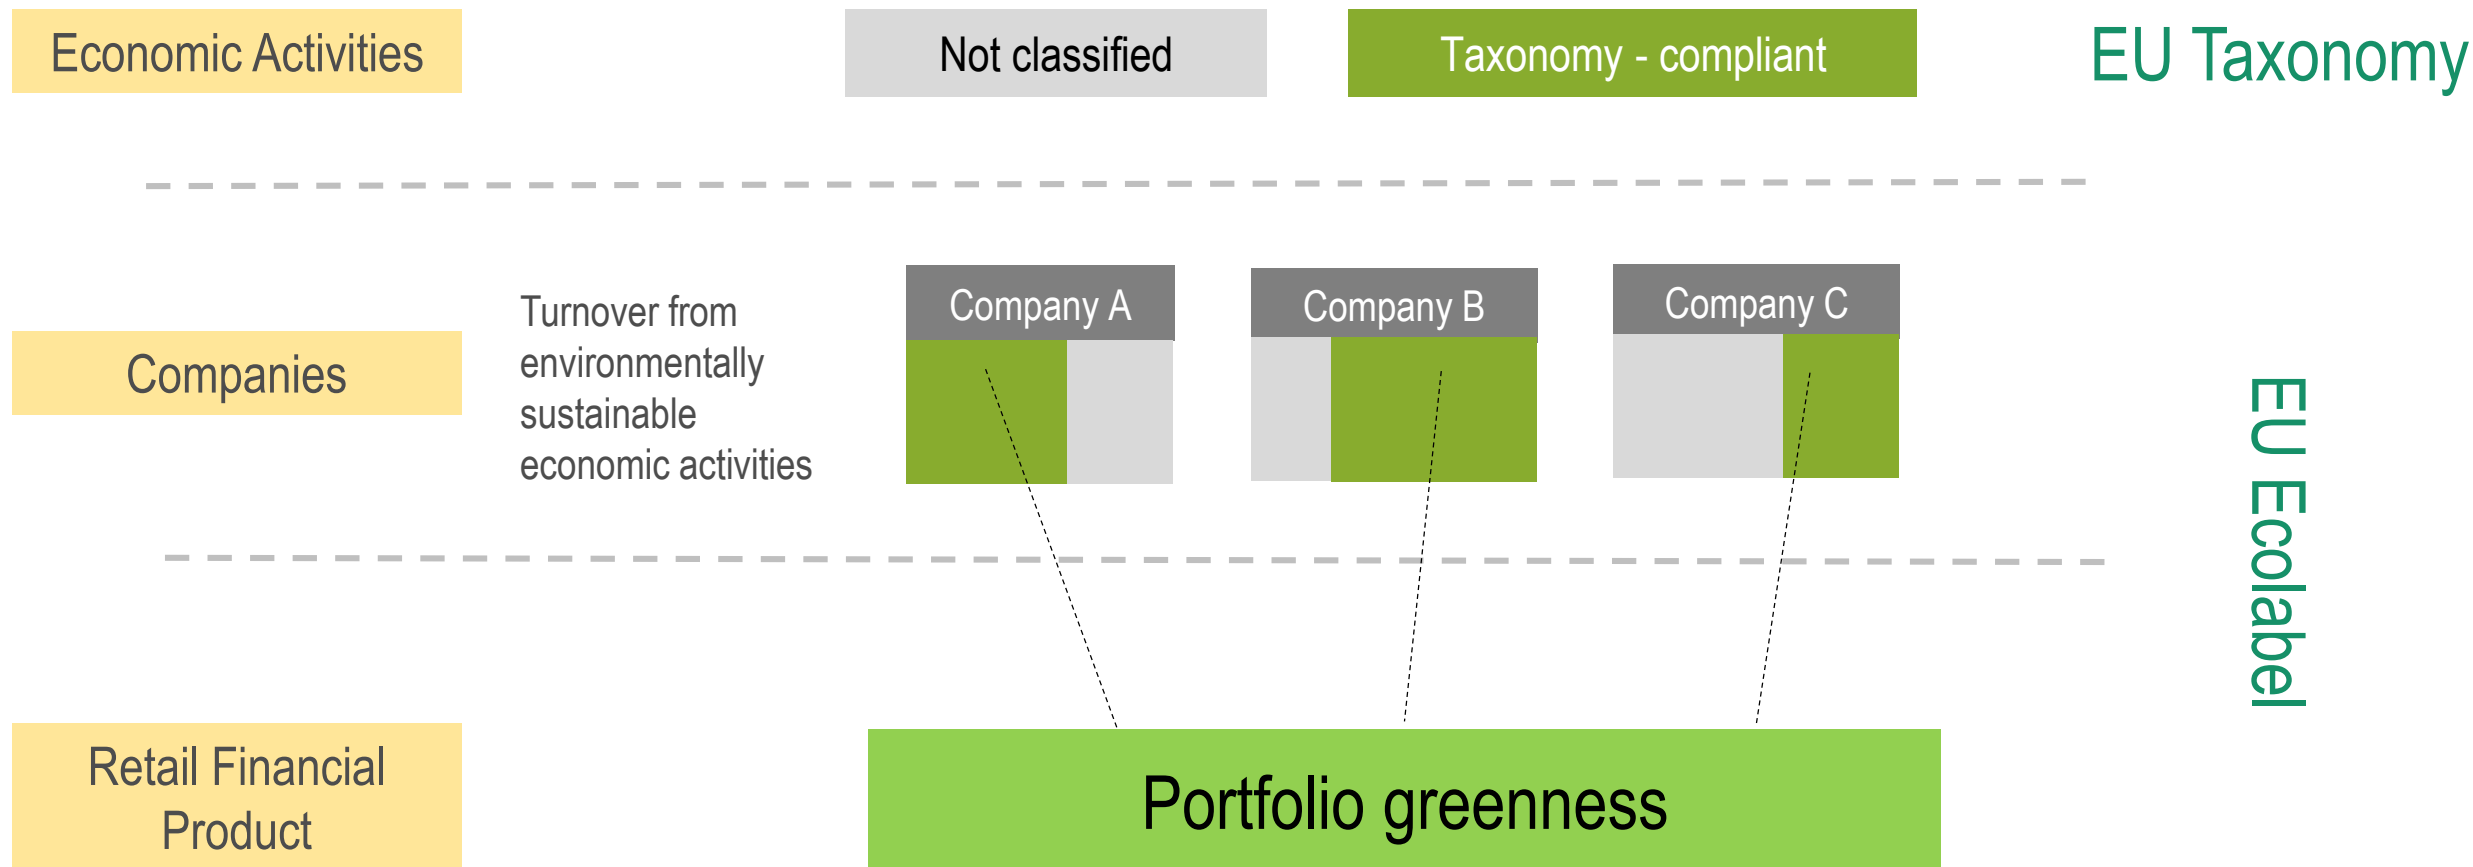 Economic Activities
Not classified
Taxonomy - compliant
EU Taxonomy
Companies
Turnover from
environmentally
sustainable
economic activities
Company A
Company B
Company C
EU Ecolabel
Retail Financial
Product
Portfolio greenness